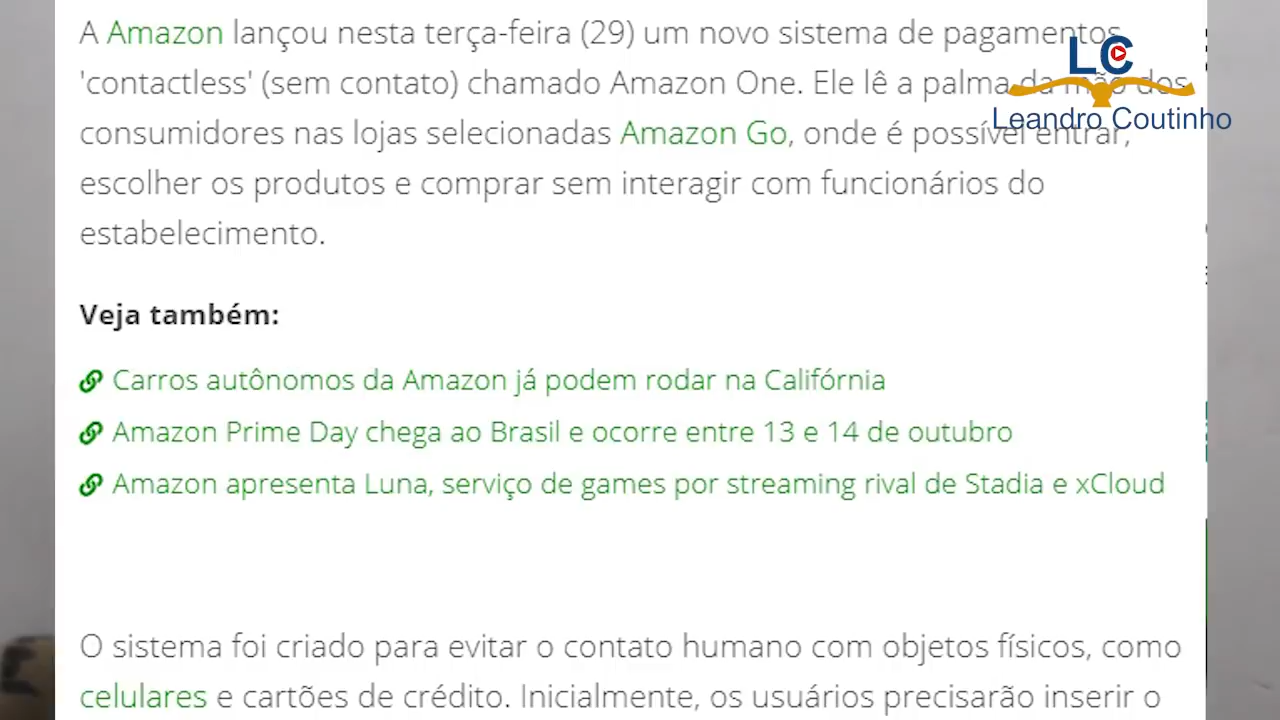 A Amazon lançou nesta terça-feira (29) um novo sistema de pagamentos
'contactless' (sem contato) chamado Amazon One. Ele lê a palma da mão dos
consumidores nas lojas selecionadas Amazon Go, onde é possível entrar,
escolher os produtos e comprar sem interagir com funcionários do
estabelecimento.
LC
Leandro Coutinho
Veja também:
Carros autônomos da Amazon já podem rodar na Califórnia
Amazon Prime Day chega ao Brasil e ocorre entre 13 e 14 de outubro
Amazon apresenta Luna, serviço de games por streaming rival de Stadia e xCloud
O sistema foi criado para evitar o contato humano com objetos físicos, como
celulares e cartões de crédito. Inicialmente, os usuários precisarão inserir o